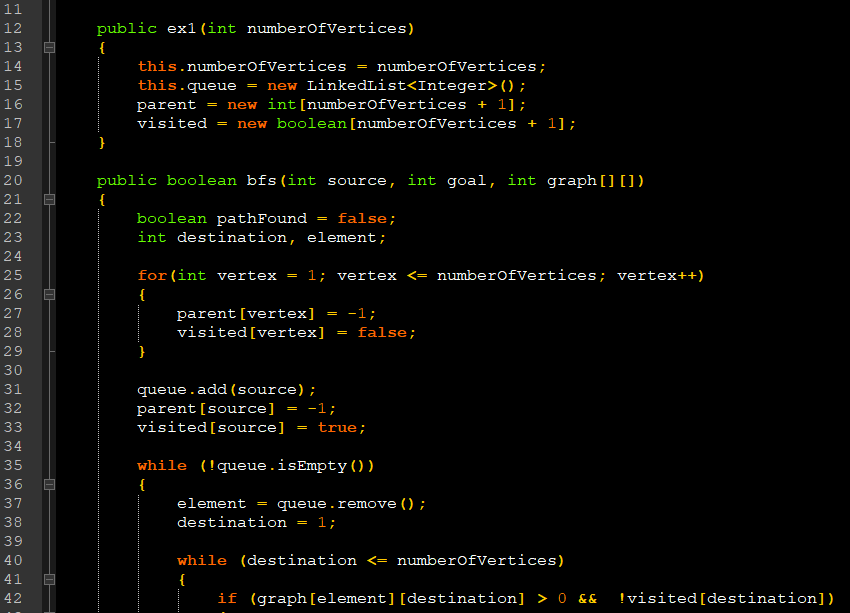 11
12 public ex1(int numberOfVertices)
13 {
14 this.numberOfVertices = numberOfVertices;
15 this.queue = new LinkedList<Integer>();
16 parent = new int[numberOfVertices + 1];
17 visited = new boolean[numberOfVertices + 1];
18 }
19
20 public boolean bfs(int source, int goal, int graph[][])
21 {
22 boolean pathFound = false;
23 int destination, element;
24
25 for(int vertex = 1; vertex <= numberOfVertices; vertex++)
26 {
27 parent[vertex] = -1;
28 visited[vertex] = false;
29 }
30
31 queue.add(source);
32 parent[source] = -1;
33 visited[source] = true;
34
35 while (!queue.isEmpty())
36 {
37 element = queue.remove();
38 destination = 1;
39
40 while (destination <= numberOfVertices)
41 {
42 if (graph[element][destination] > 0 && !visited[destination])